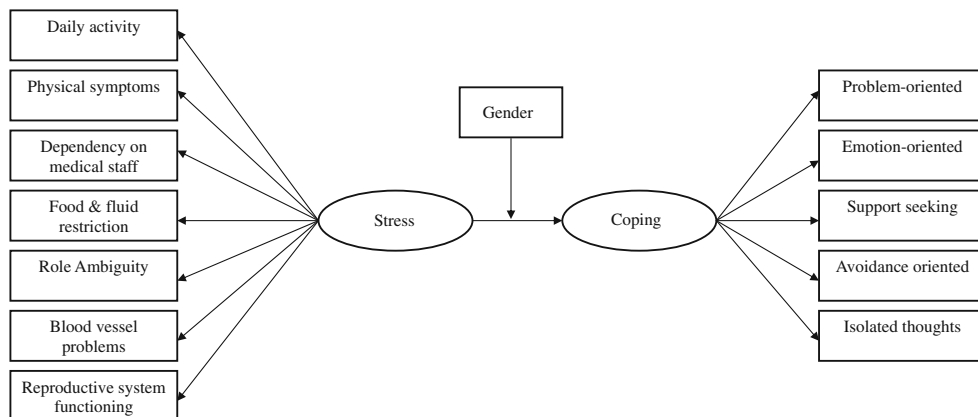 Daily activity
Physical symptoms
Dependency on
medical staff
Food & fluid
restriction
Role Ambiguity
Blood vessel
problems
Reproductive system
functioning
Stress
Gender
Coping
Problem-oriented
Emotion-oriented
Support seeking
Avoidance oriented
Isolated thoughts